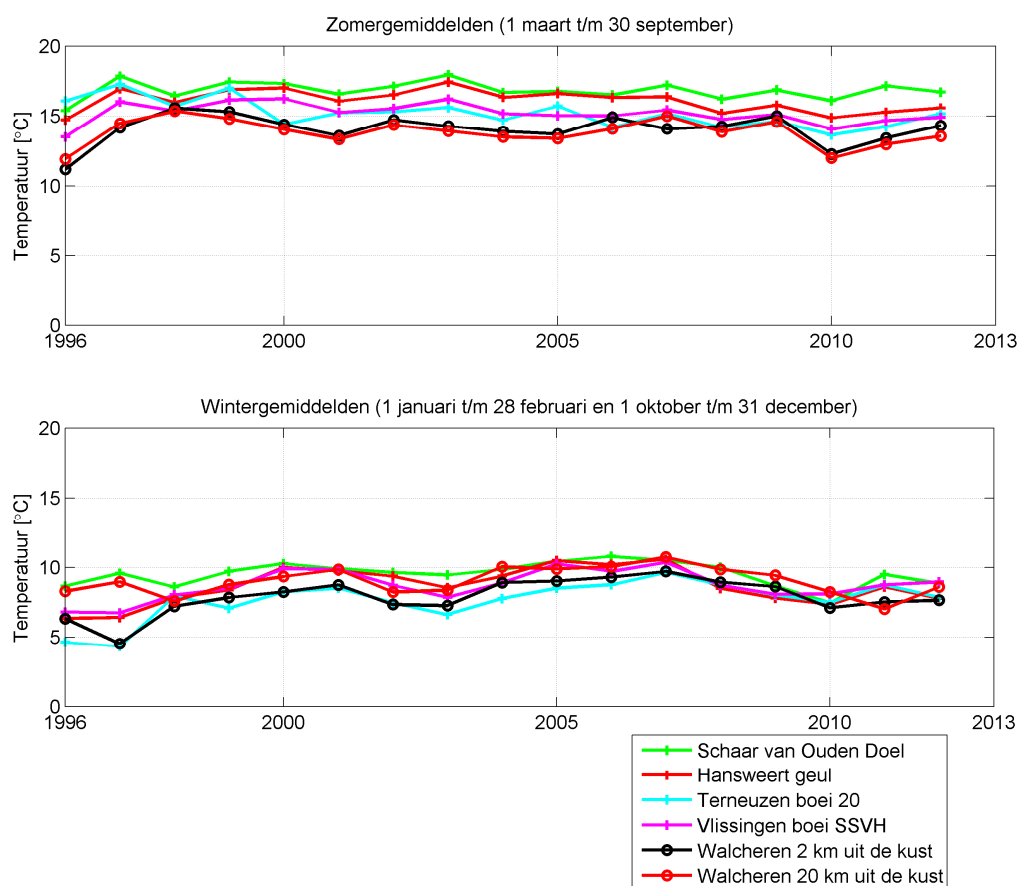 Zomergemiddelden (1 maart t/m 30 september)
Temperatuur [°C]
20
15
10
5
0
1996
2000
2005
2010
2013
Wintergemiddelden (1 januari t/m 28 februari en 1 oktober t/m 31 december)
Temperatuur [°C]
20
15
10
5
0
1996
2000
2005
2010
2013
Schaar van Ouden Doel
Hansweert geul
Terneuzen boei 20
Vlissingen boei SSVH
Walcheren 2 km uit de kust
Walcheren 20 km uit de kust